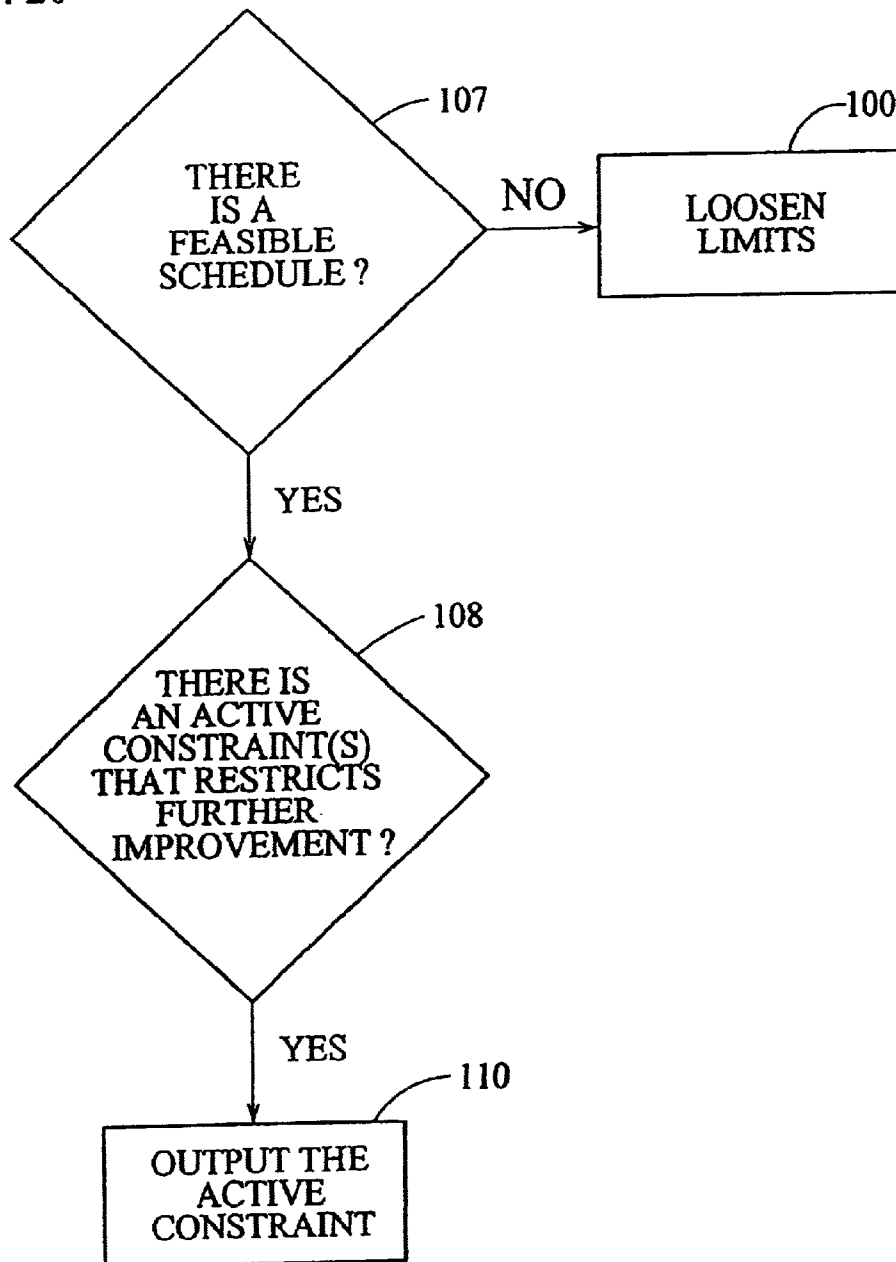 107
THERE
IS A
FEASIBLE
SCHEDULE ?
NO
100
LOOSEN
LIMITS
YES
108
THERE IS
AN ACTIVE
CONSTRAINT(S)
THAT RESTRICTS
FURTHER
IMPROVEMENT ?
YES
110
OUTPUT THE
ACTIVE
CONSTRAINT